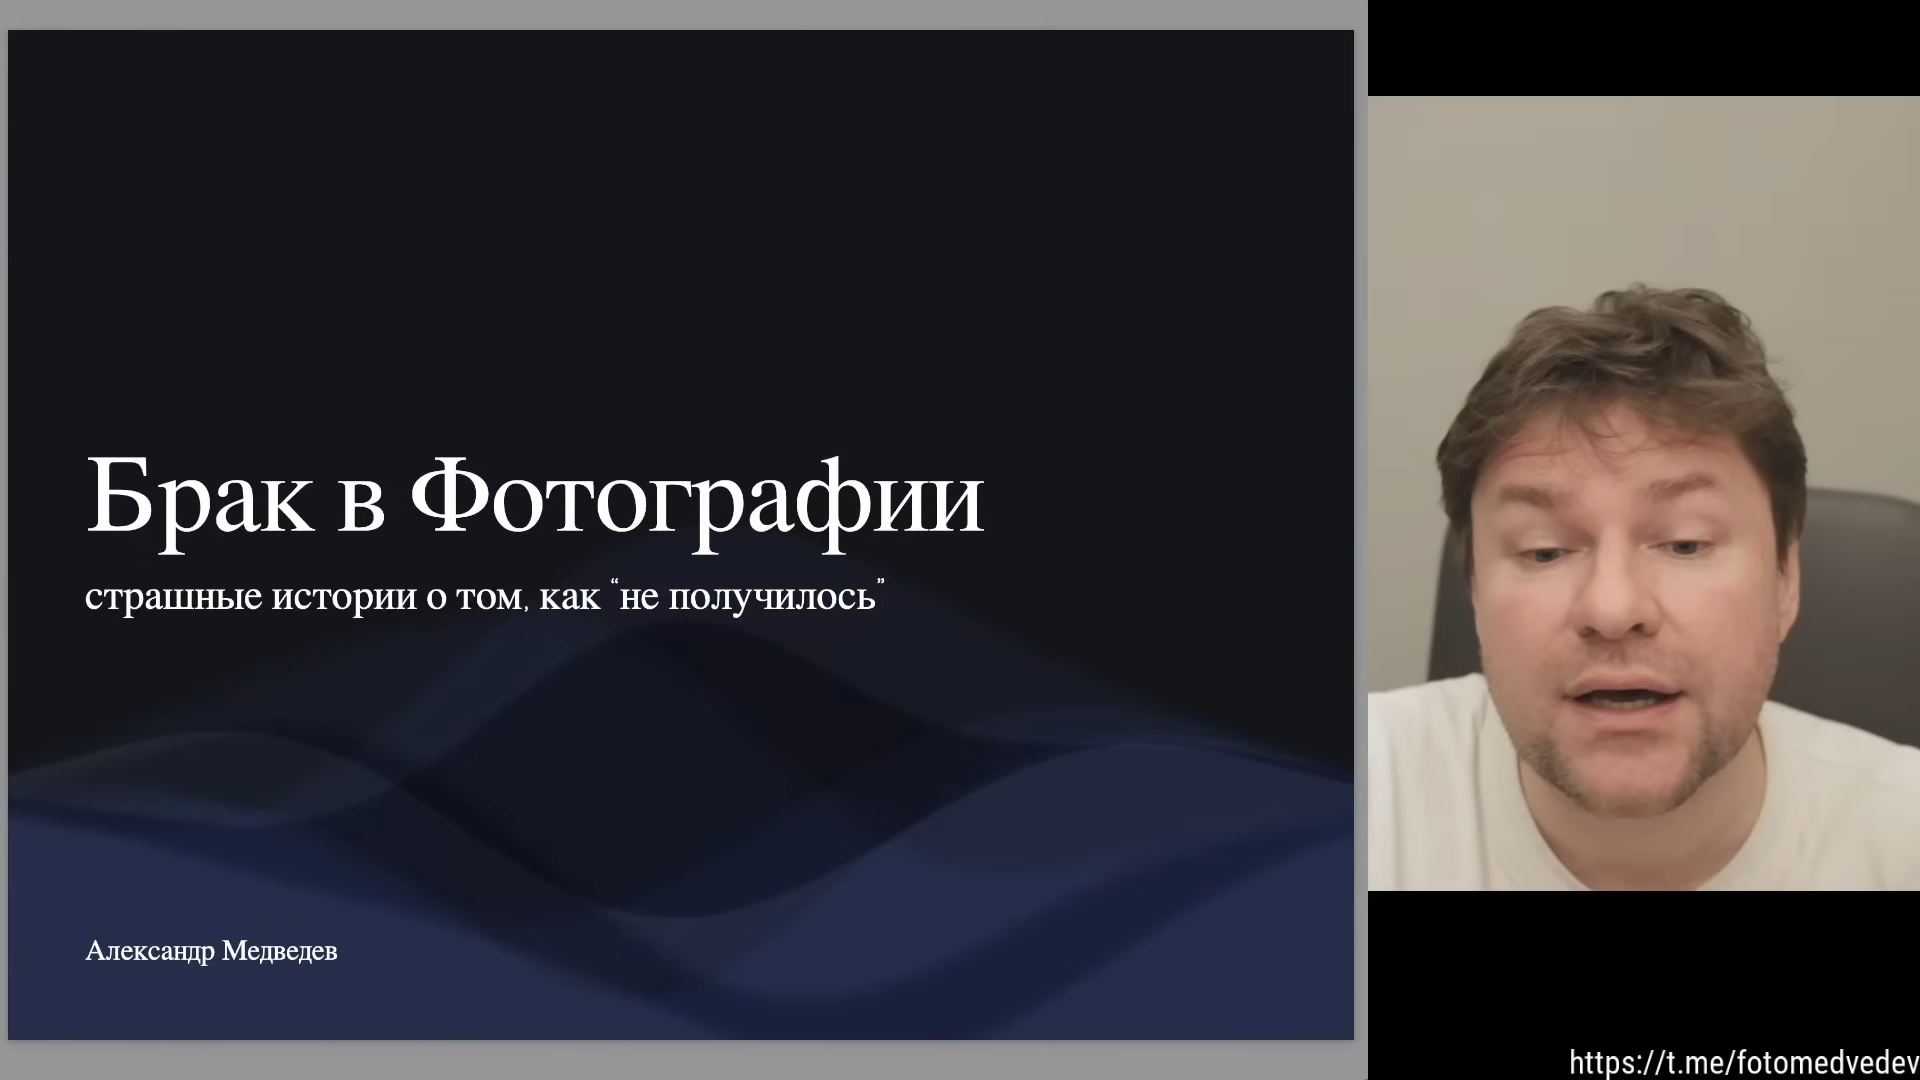 Брак в Фотографии
страшные истории о том, как “не получилось”
Александр Медведев
https://t.me/fotomedvedev